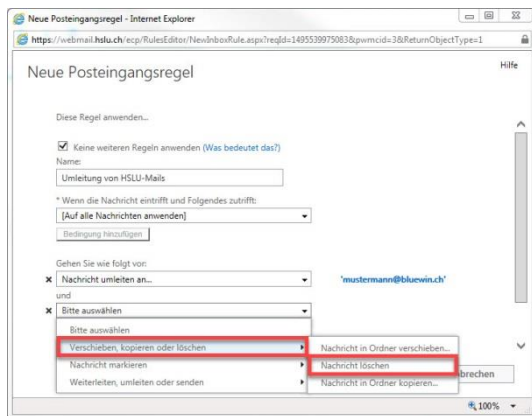 Neue Posteingangsregel - Internet Explorer
https://webmail.hslu.ch/ecp/RulesEditor/NewInboxRule.aspx?reqId=1495539975083&pwmcid=3&ReturnObjectType=1
Hilfe
Neue Posteingangsregel
Diese Regel anwenden...
Keine weiteren Regeln anwenden (Was bedeutet das?)
Name:
Umleitung von HSLU-Mails
* Wenn die Nachricht eintrifft und Folgendes zutrifft:
[Auf alle Nachrichten anwenden]
Bedingung hinzufügen
Gehen Sie wie folgt vor:
Nachricht umleiten an... 'mustermann@bluewin.ch'
und
Bitte auswählen
Bitte auswählen
Verschieben, kopieren oder löschen
Nachricht in Ordner verschieben...
Nachricht markieren
Nachricht löschen
Weiterleiten, umleiten oder senden
Nachricht in Ordner kopieren...
brechen
100%